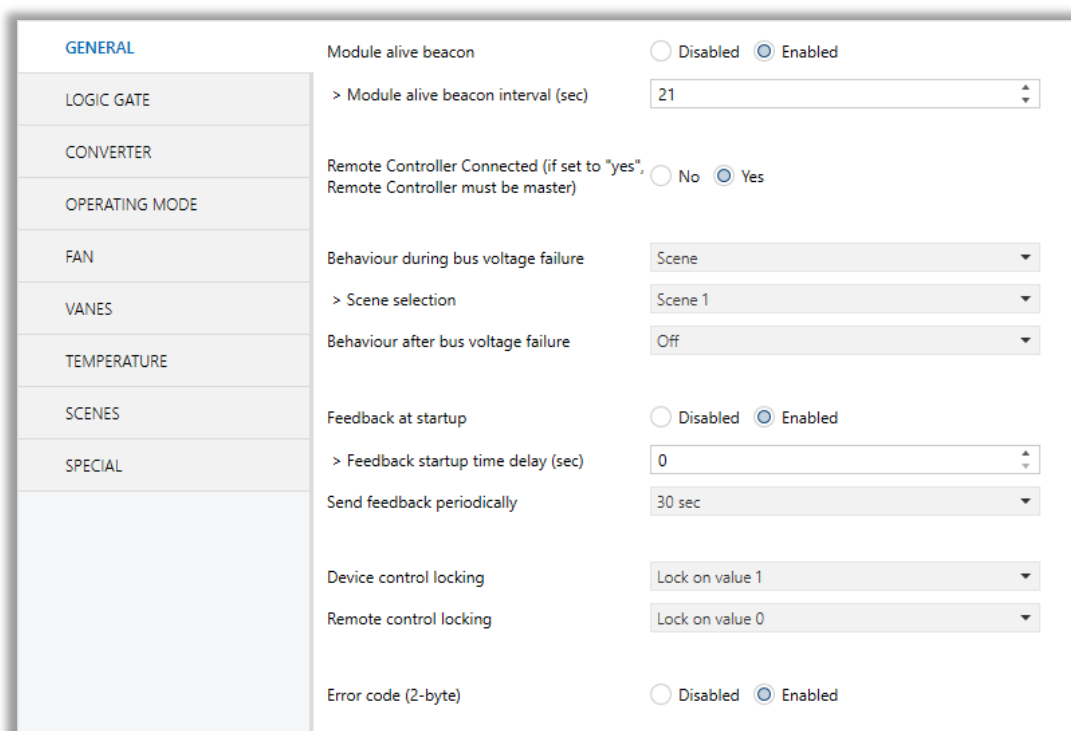 GENERAL
LOGIC GATE
CONVERTER
OPERATING MODE
FAN
VANES
TEMPERATURE
SCENES
SPECIAL
Module alive beacon Disabled Enabled
> Module alive beacon interval (sec) 21
Remote Controller Connected (if set to "yes",
Remote Controller must be master) No Yes
Behaviour during bus voltage failure Scene
> Scene selection Scene 1
Behaviour after bus voltage failure Off
Feedback at startup Disabled Enabled
> Feedback startup time delay (sec) 0
Send feedback periodically 30 sec
Device control locking Lock on value 1
Remote control locking Lock on value 0
Error code (2-byte) Disabled Enabled